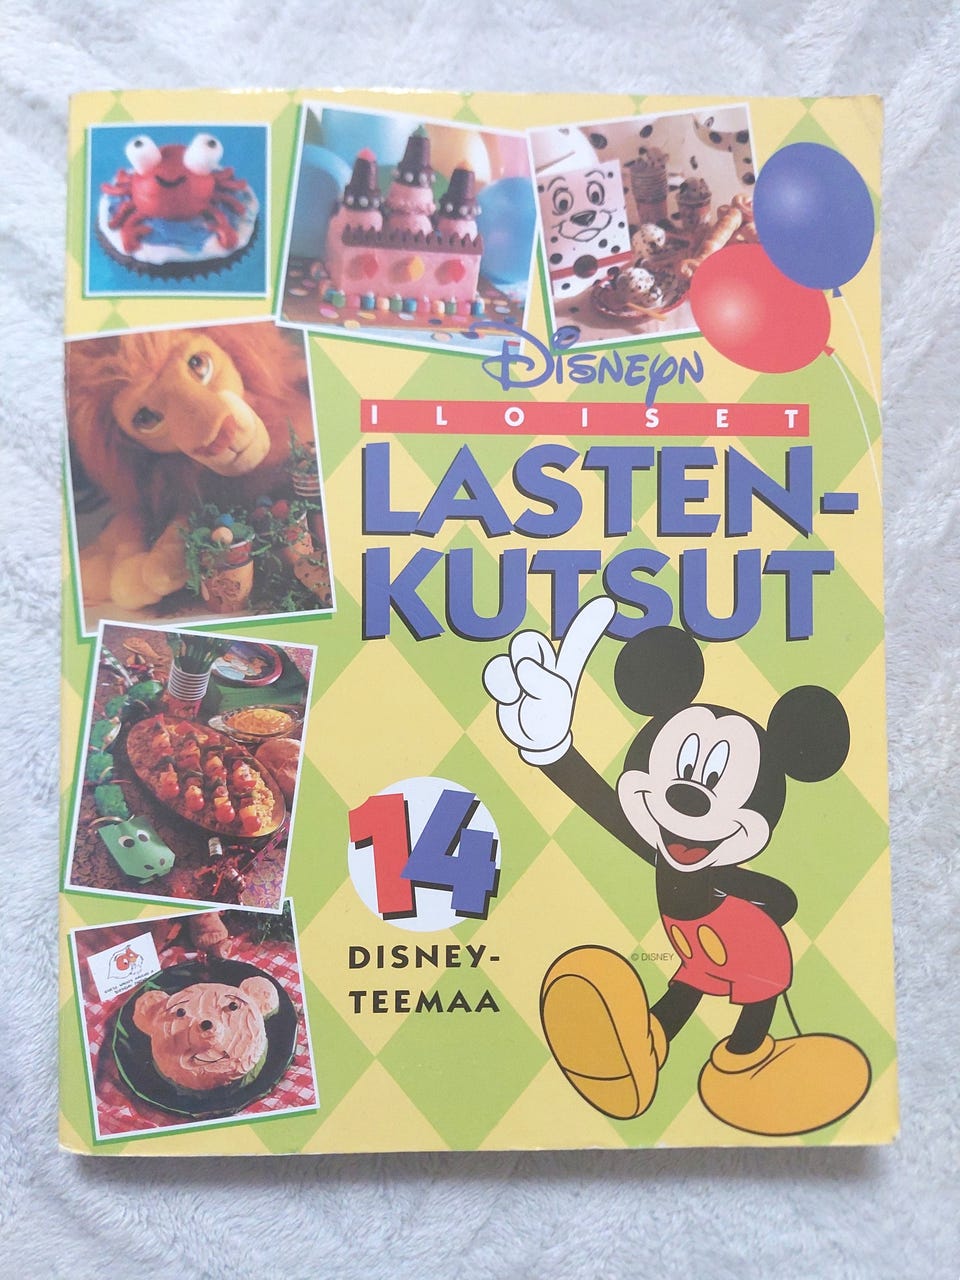 DISNEYN
ILOISET
LASTEN-
KUTSUT
14
DISNEY-
TEEMAA
© DISNEY